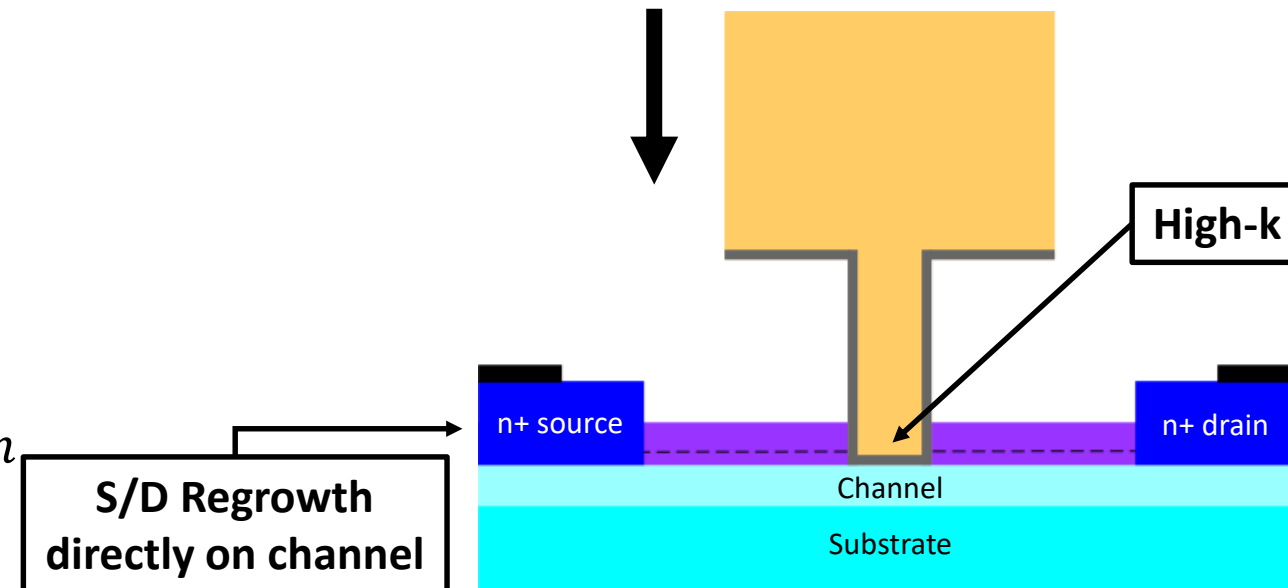 High-k
n+ source
n+ drain
n
S/D Regrowth
directly on channel
Channel
Substrate